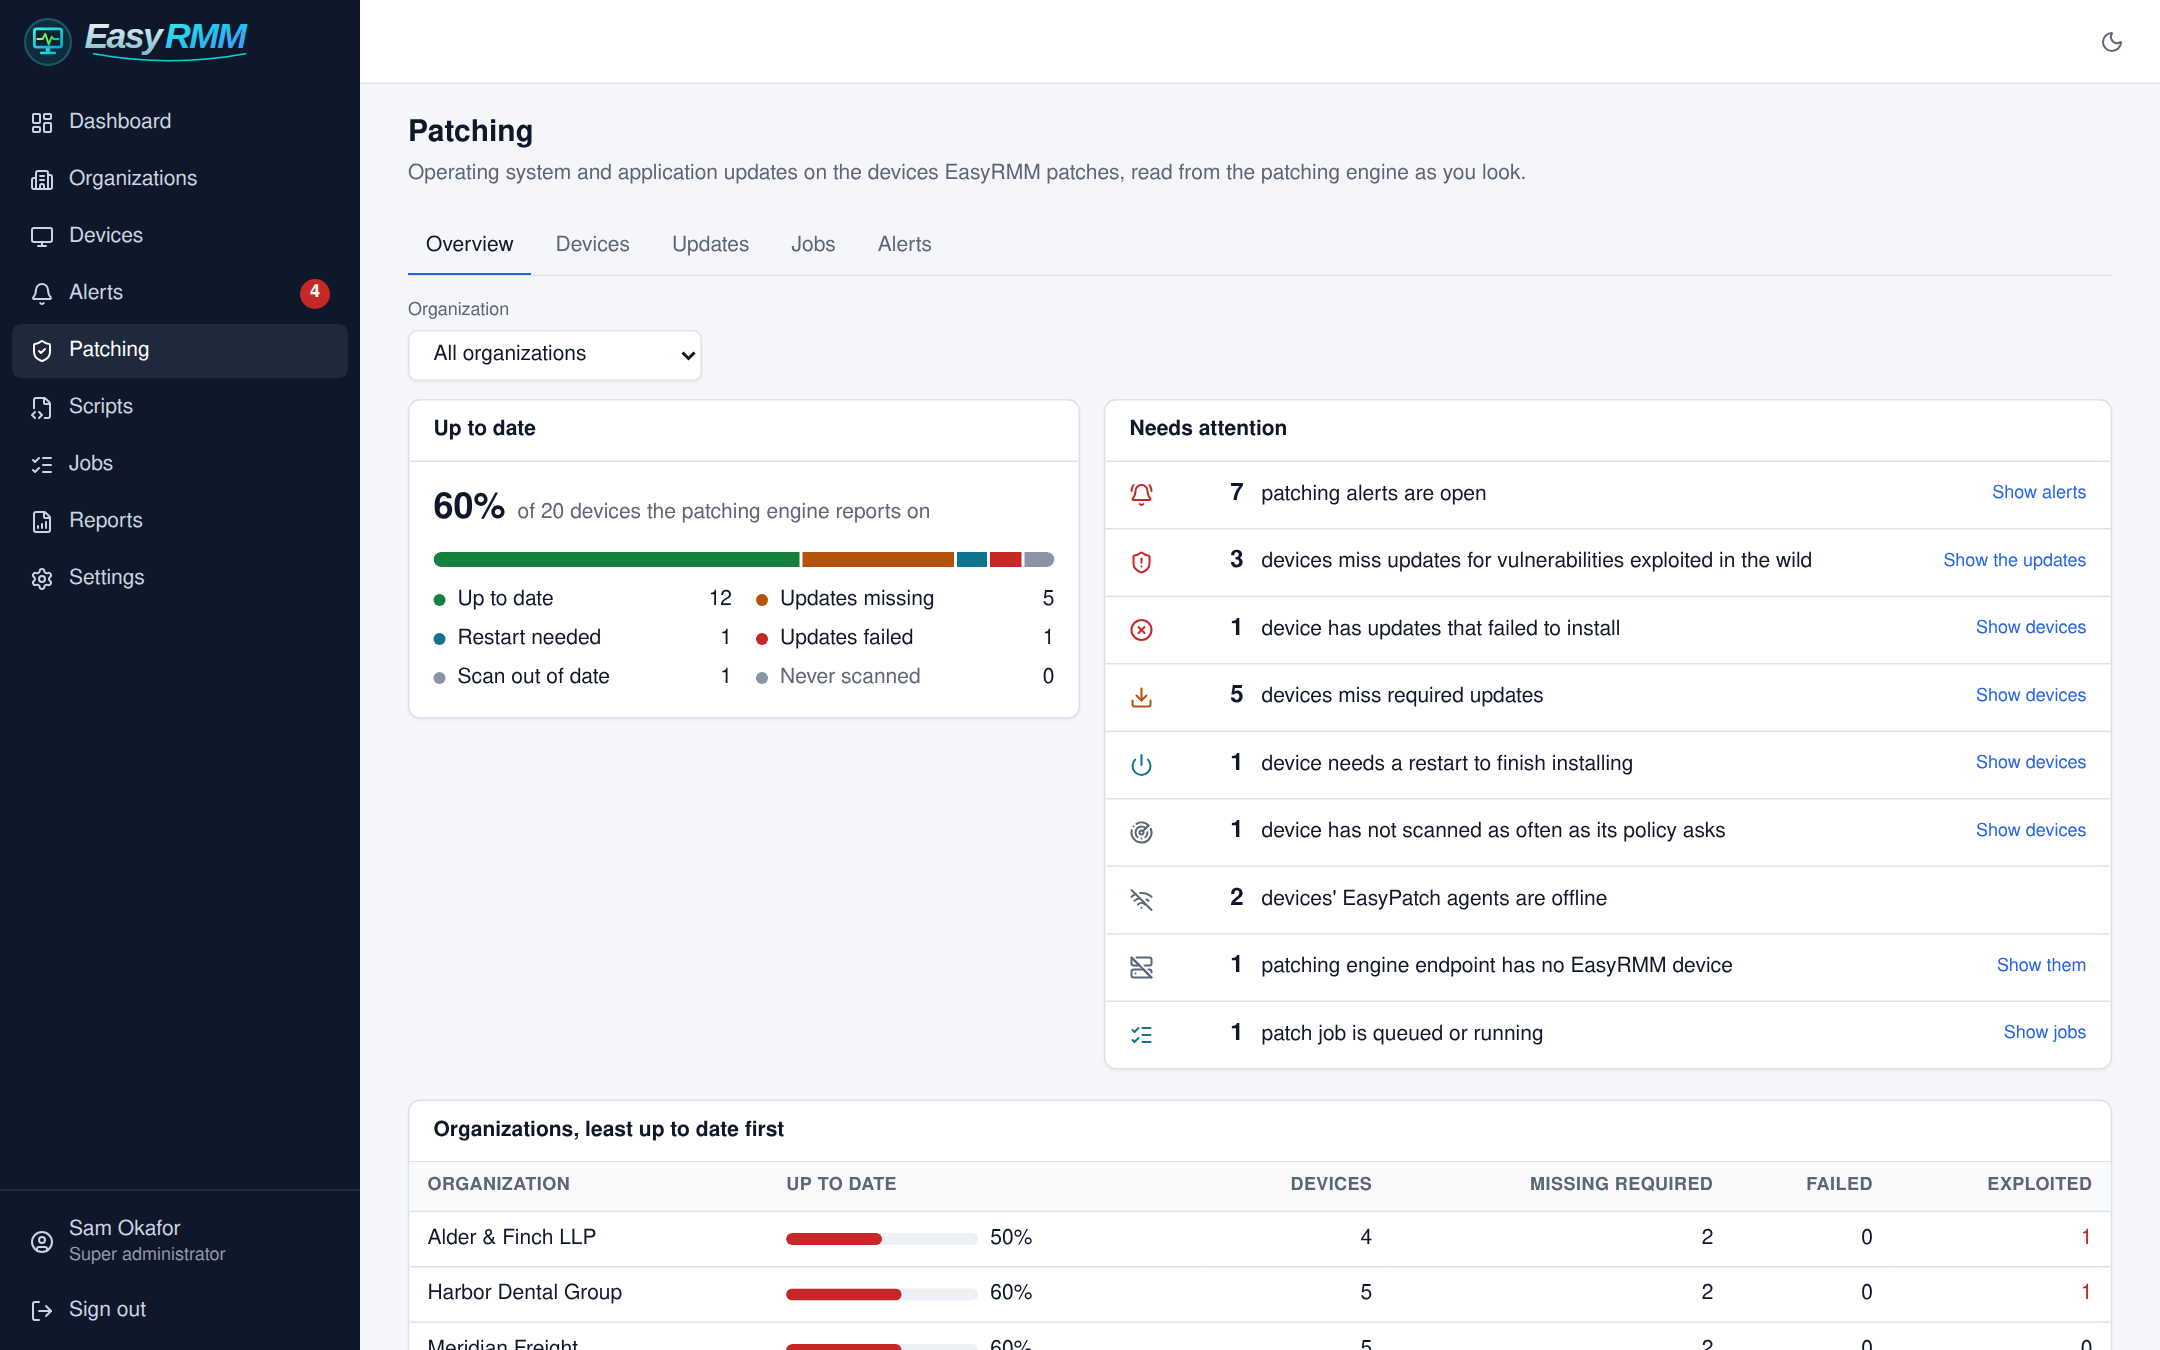 EasyRMM
Dashboard
Organizations
Devices
Alerts 4
Patching
Scripts
Jobs
Reports
Settings
Sam Okafor
Super administrator
Sign out
Patching
Operating system and application updates on the devices EasyRMM patches, read from the patching engine as you look.
Overview Devices Updates Jobs Alerts
Organization
All organizations
Up to date
60% of 20 devices the patching engine reports on
Up to date 12 Updates missing 5
Restart needed 1 Updates failed 1
Scan out of date 1 Never scanned 0
Needs attention
7 patching alerts are open Show alerts
3 devices miss updates for vulnerabilities exploited in the wild Show the updates
1 device has updates that failed to install Show devices
5 devices miss required updates Show devices
1 device needs a restart to finish installing Show devices
1 device has not scanned as often as its policy asks Show devices
2 devices' EasyPatch agents are offline
1 patching engine endpoint has no EasyRMM device Show them
1 patch job is queued or running Show jobs
Organizations, least up to date first
ORGANIZATION UP TO DATE DEVICES MISSING REQUIRED FAILED EXPLOITED
Alder & Finch LLP 50% 4 2 0 1
Harbor Dental Group 60% 5 2 0 1
Meridian Freight 60% 5 2 0 0